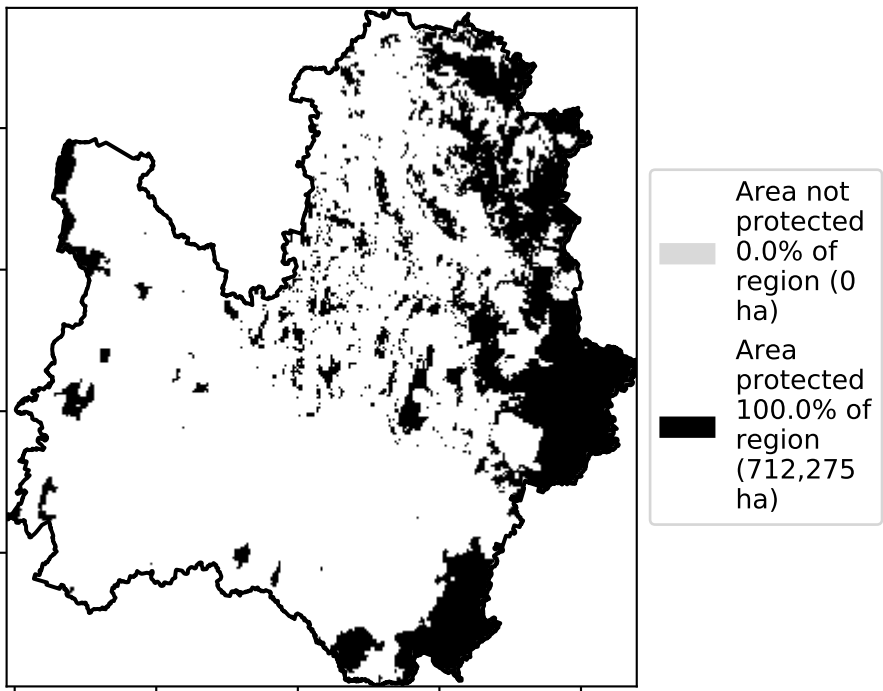 Area not
protected
0.0% of
region (0
ha)
Area
protected
100.0% of
region
(712,275
ha)